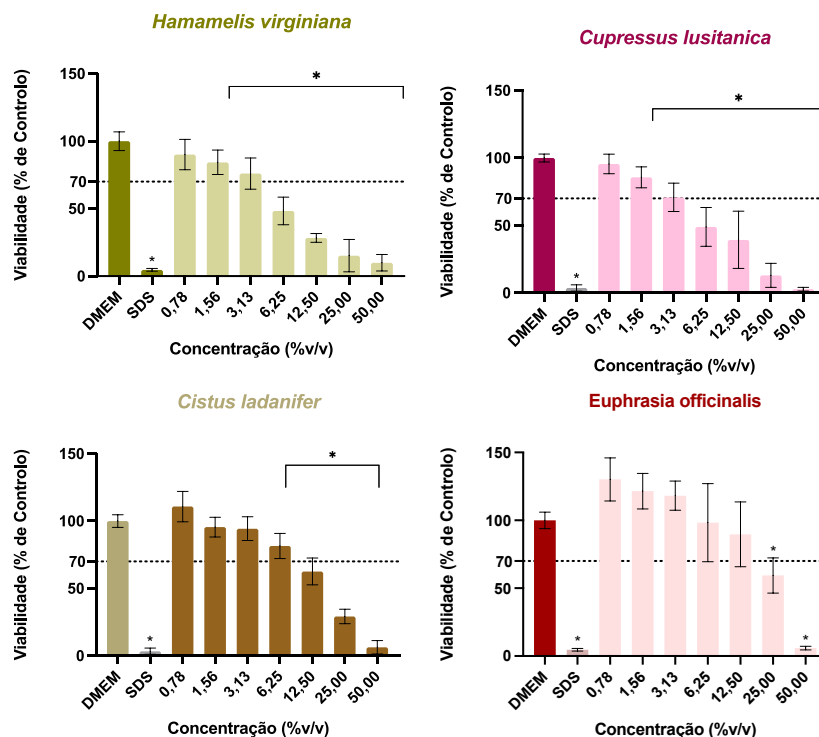 Hamamelis virginiana
Viabilidade (% de Controlo)
150
100
70
50
0
*
*
DMEM
SDS
0,78
1,56
3,13
6,25
12,50
25,00
50,00
Concentração (%v/v)
Cupressus lusitanica
Viabilidade (% de Controlo)
150
100
70
50
0
*
*
DMEM
SDS
0,78
1,56
3,13
6,25
12,50
25,00
50,00
Concentração (%v/v)
Cistus ladanifer
Viabilidade (% de Controlo)
150
100
70
50
0
*
*
DMEM
SDS
0,78
1,56
3,13
6,25
12,50
25,00
50,00
Concentração (%v/v)
Euphrasia officinalis
Viabilidade (% de Controlo)
150
100
70
50
0
*
*
*
DMEM
SDS
0,78
1,56
3,13
6,25
12,50
25,00
50,00
Concentração (%v/v)